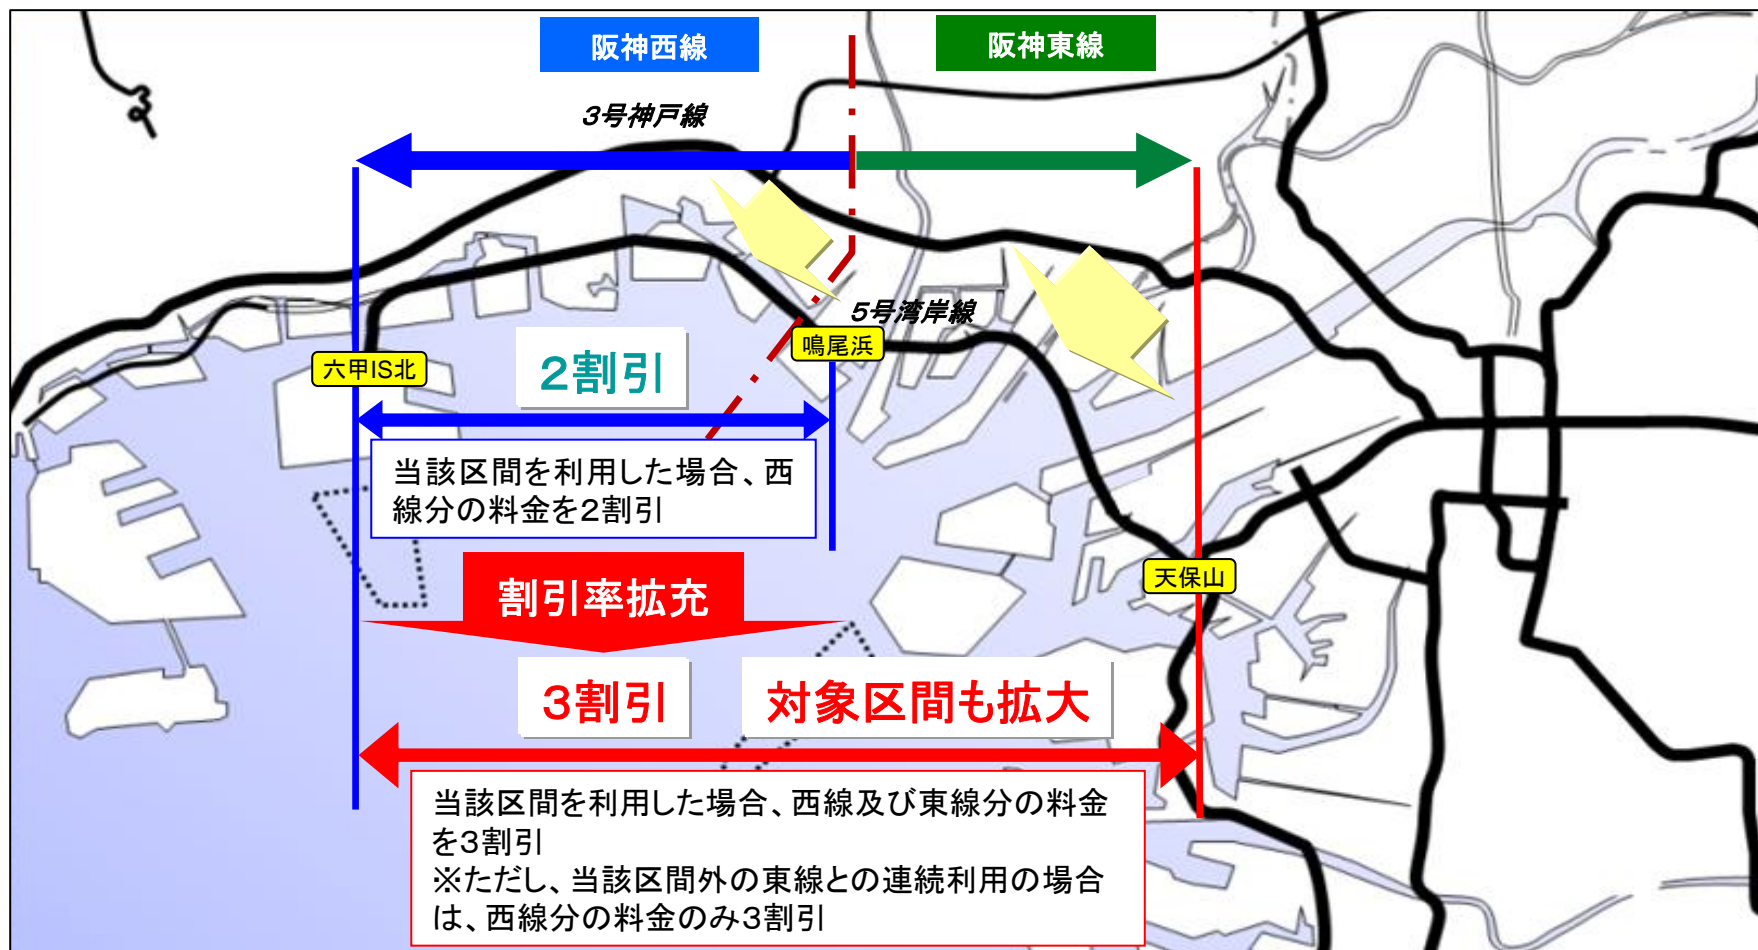 阪神西線
阪神東線
3号神戸線
5号湾岸線
鳴尾浜
六甲IS北
2割引
当該区間を利用した場合、西
線分の料金を2割引
天保山
割引率拡充
3割引
対象区間も拡大
当該区間を利用した場合、西線及び東線分の料金
を3割引
※ただし、当該区間外の東線との連続利用の場合
は、西線分の料金のみ3割引